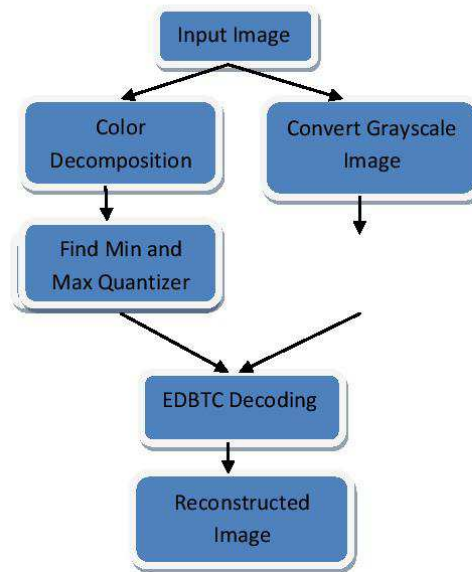 Input Image
Color
Decomposition
Convert Grayscale
Image
Find Min and
Max Quantizer
EDBTC Decoding
Reconstructed
Image